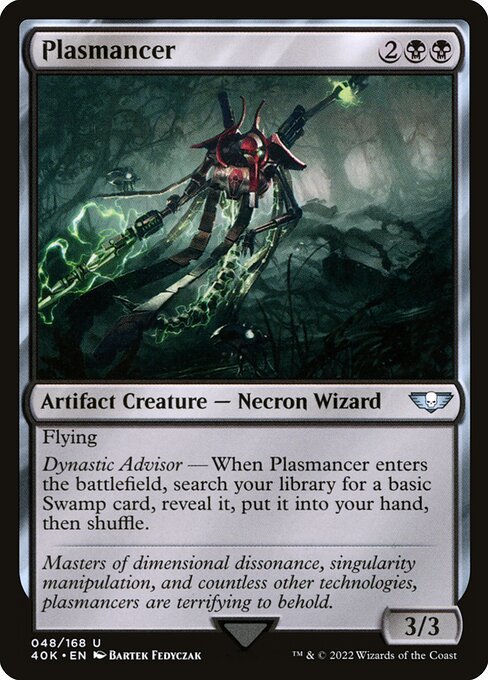 Plasmancer 2
Artifact Creature — Necron Wizard
Flying
Dynastic Advisor — When Plasmancer enters
the battlefield, search your library for a basic
Swamp card, reveal it, put it into your hand,
then shuffle.
Masters of dimensional dissonance, singularity
manipulation, and countless other technologies,
plasmancers are terrifying to behold.
3/3
048/168 U
40K • EN Bartek Fedyczak
™ & © 2022 Wizards of the Coast